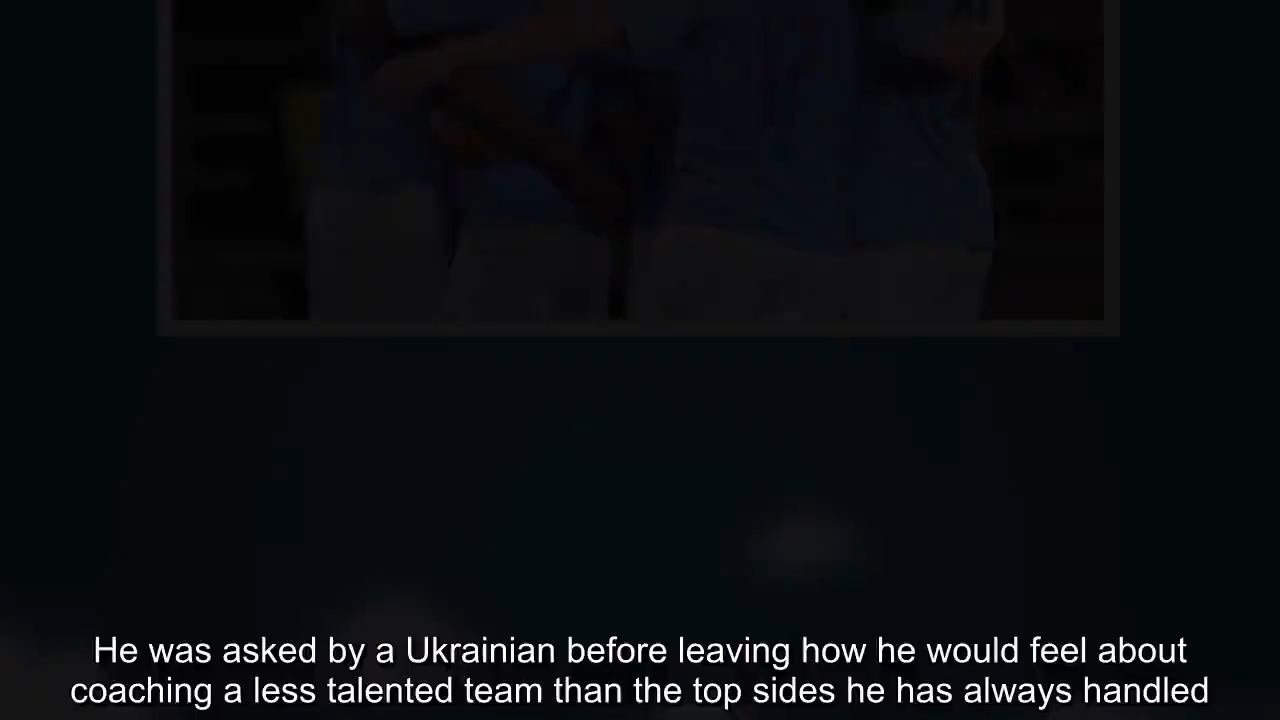 He was asked by a Ukrainian before leaving how he would feel about
coaching a less talented team than the top sides he has always handled